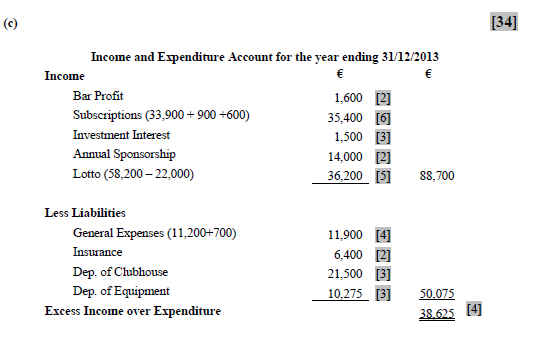 (c) [34]
Income and Expenditure Account for the year ending 31/12/2013
Income € €
Bar Profit 1,600 [2]
Subscriptions (33,900 + 900 +600) 35,400 [6]
Investment Interest 1,500 [3]
Annual Sponsorship 14,000 [2]
Lotto (58,200 – 22,000) 36,200 [5] 88,700
Less Liabilities
General Expenses (11,200+700) 11,900 [4]
Insurance 6,400 [2]
Dep. of Clubhouse 21,500 [3]
Dep. of Equipment 10,275 [3] 50,075
Excess Income over Expenditure 38,625 [4]